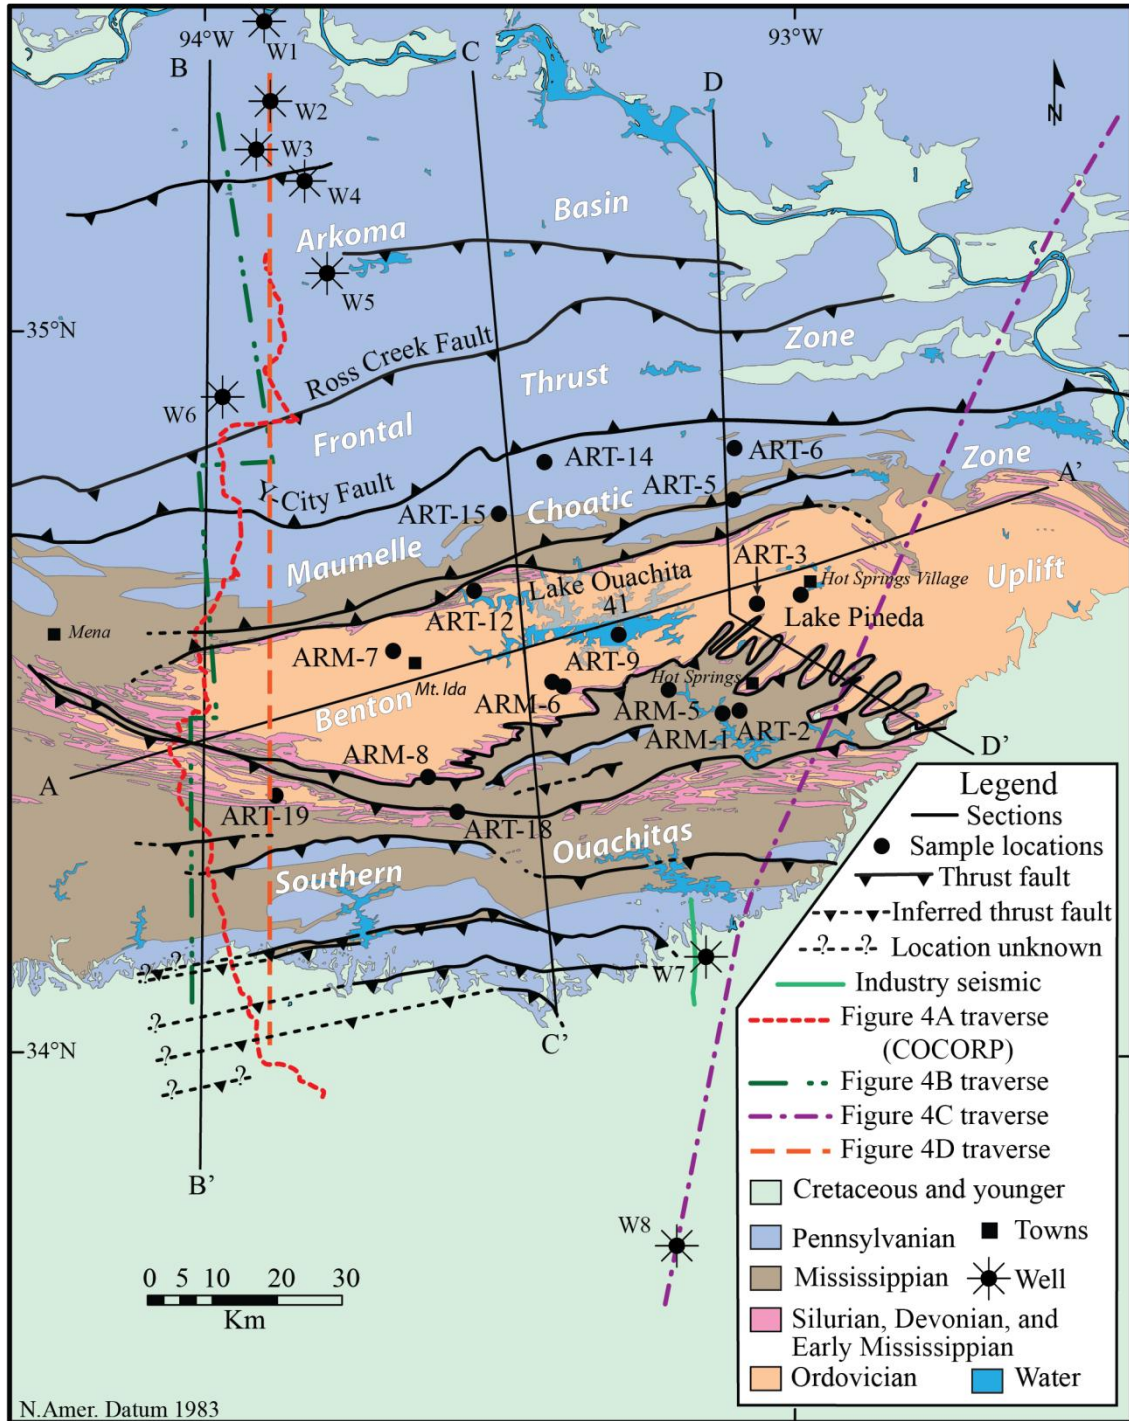 94°W
93°W
B
C
D
W1
W2
W3
W4
N
Arkoma
Basin
W5
35°N
Ross Creek Fault
Zone
Thrust
W6
Frontal
ART-14
ART-6
Zone
Y City Fault
ART-5
A'
ART-15
Choatic
Maumelle
ART-3
Lake Ouachita
Hot Springs Village
Uplift
41
Lake Pineda
Mena
ART-12
ARM-7
ART-9
Mt. Ida
Hot Springs
Benton
ARM-6
ARM-5
ART-2
ARM-1
ARM-8
D'
A
ART-19
ART-18
Ouachitas
Southern
W7
? ?
?
?
? ?
34°N
C'
B'
W8
0 5 10 20 30
Km
N.Amer. Datum 1983
Legend
Sections
Sample locations
Thrust fault
Inferred thrust fault
? ? Location unknown
Industry seismic
Figure 4A traverse
(COCORP)
Figure 4B traverse
Figure 4C traverse
Figure 4D traverse
Cretaceous and younger
Pennsylvanian
Towns
Mississippian
Well
Silurian, Devonian, and
Early Mississippian
Ordovician
Water